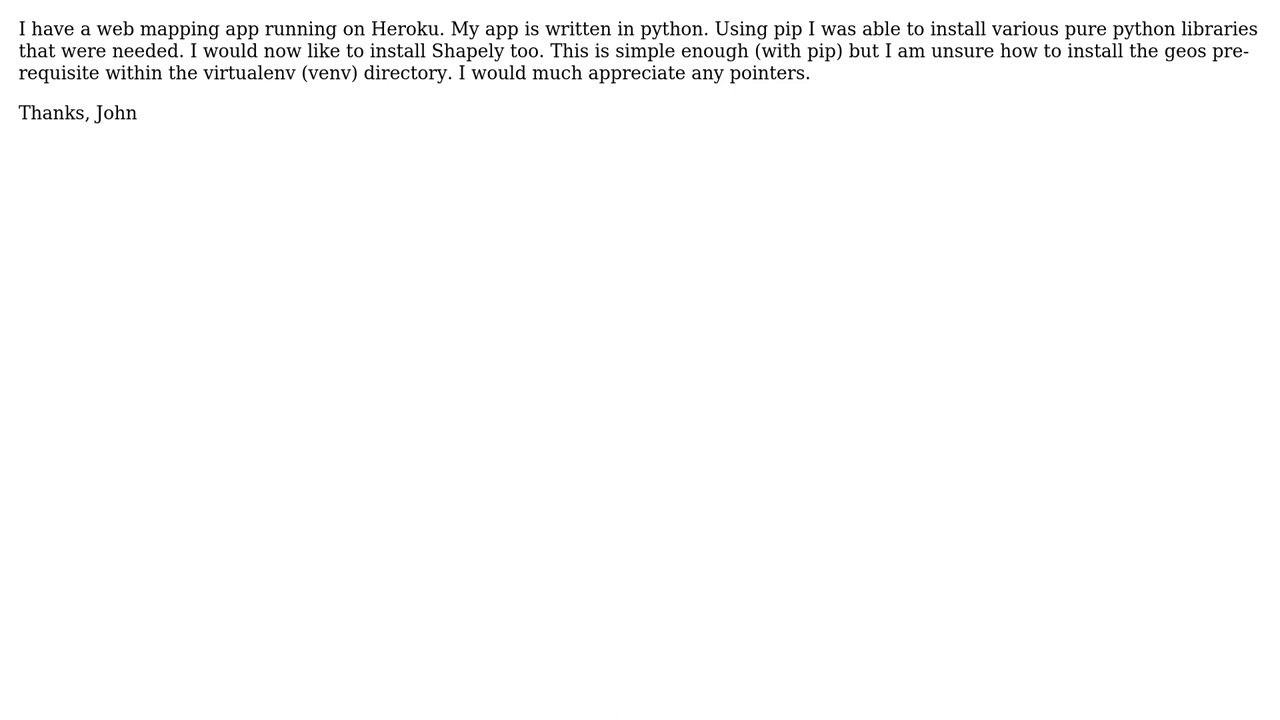 I have a web mapping app running on Heroku. My app is written in python. Using pip I was able to install various pure python libraries
that were needed. I would now like to install Shapely too. This is simple enough (with pip) but I am unsure how to install the geos pre-
requisite within the virtualenv (venv) directory. I would much appreciate any pointers.
Thanks, John